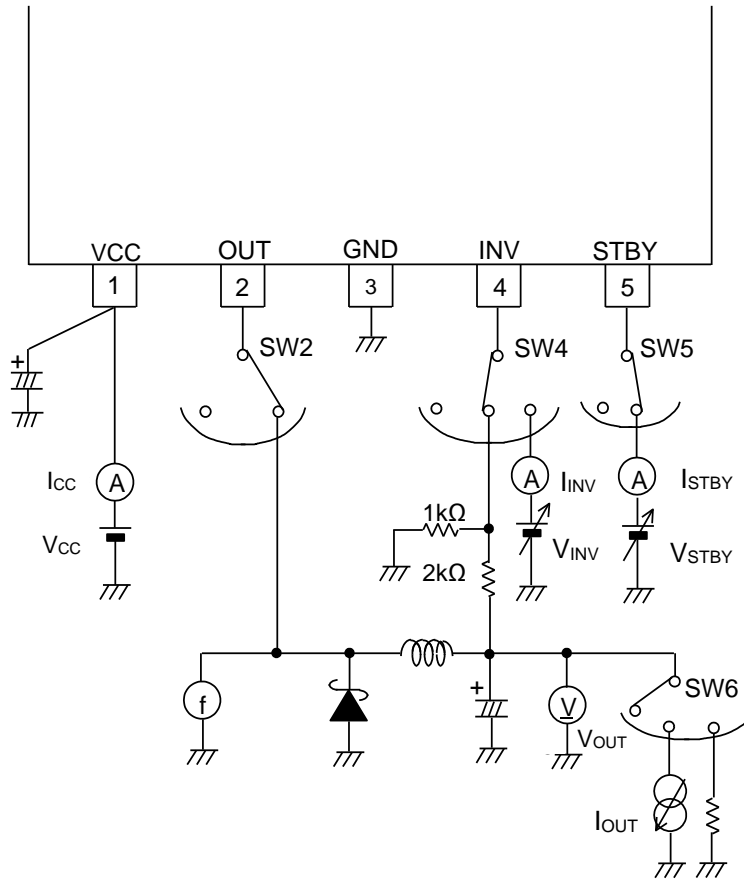 VCC OUT GND INV STBY
1 2 3 4 5
SW2 SW4 SW5
+
ICC A
A IINV A ISTBY
VCC
1kΩ
VINV VSTBY
2kΩ
f
+
V
VOUT
SW6
IOUT